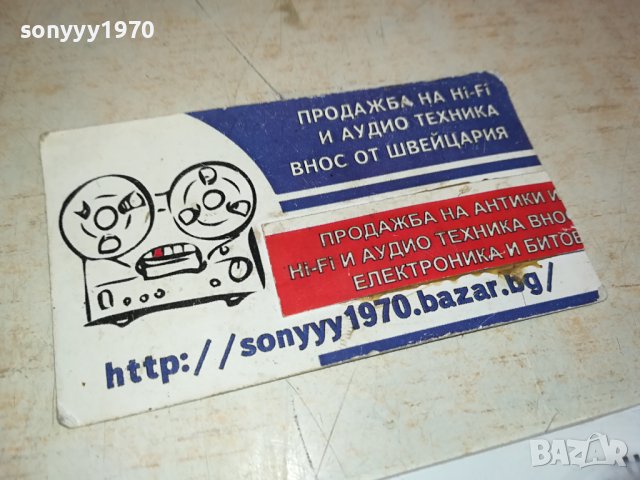 sonyyy1970
ПРОДАЖБА НА Hi-Fi
И АУДИО ТЕХНИКА
ВНОС ОТ ШВЕЙЦАРИЯ
ПРОДАЖБА НА АНТИКИ И
Hi-Fi И АУДИО ТЕХНИКА ВНОС
ЕЛЕКТРОНИКА И БИТОВ
http://sonyyy1970.bazar.bg/
BAZAR